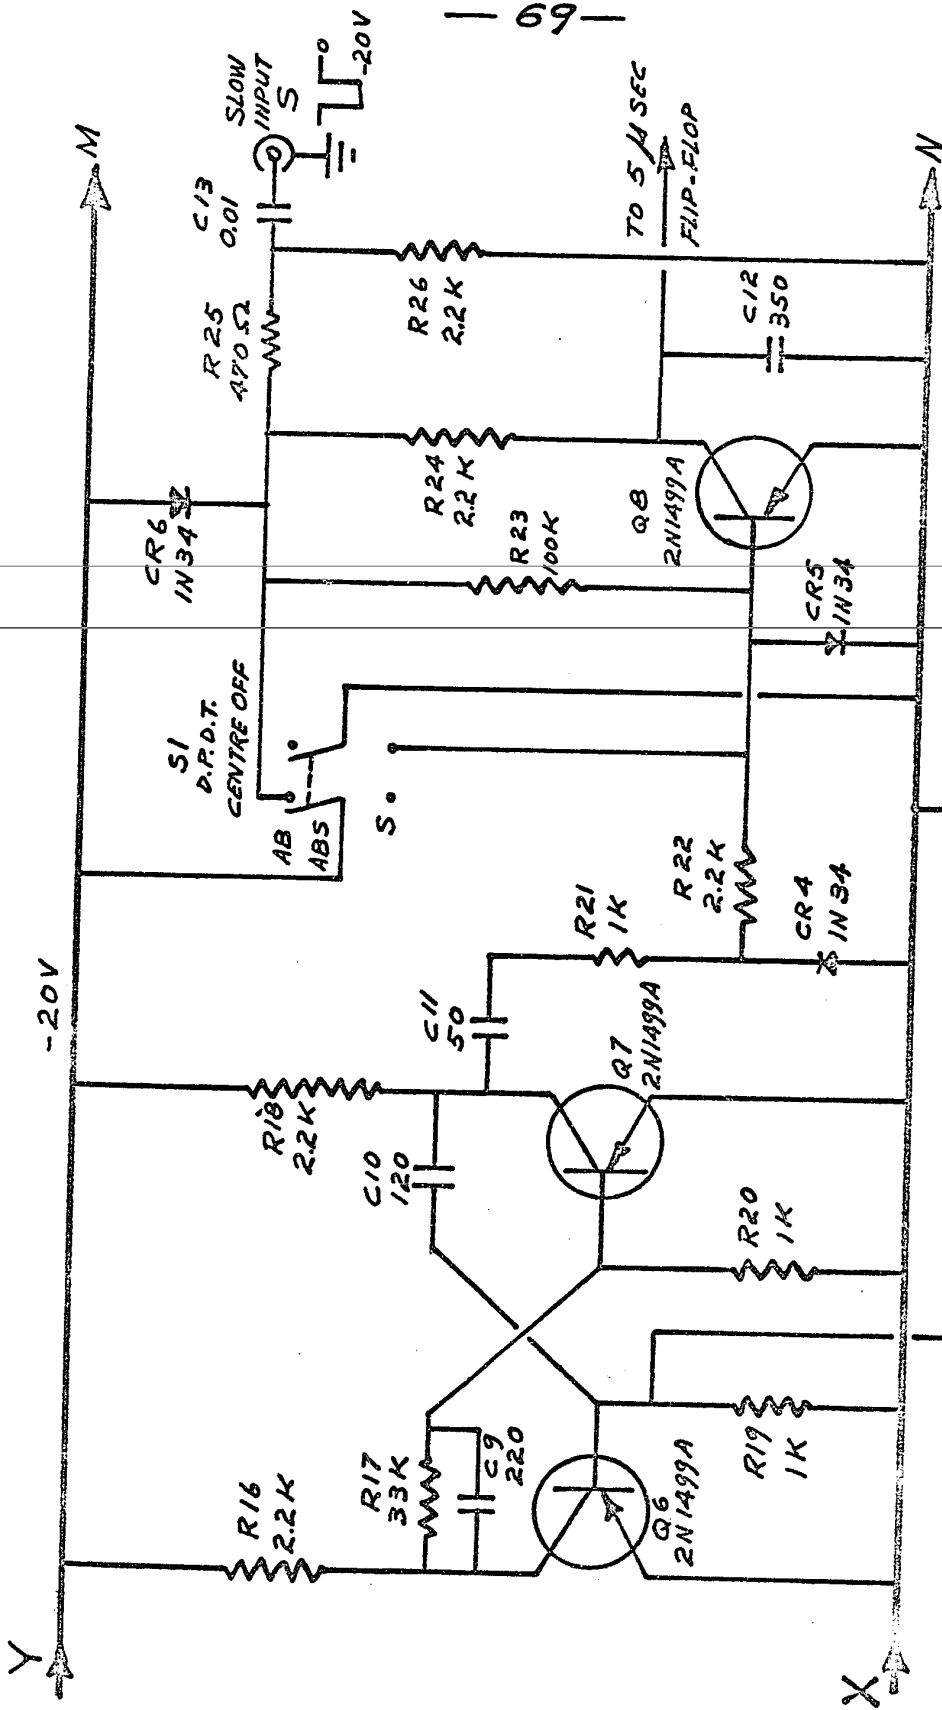 — 69 —
Y
-20V
M
R16
2.2K
R17
33K
C9
220
Q6
2N1499A
R19
1K
R18
2.2K
C10
120
R20
1K
Q7
2N1499A
C11
50
R21
1K
CR4
1N34
R22
2.2K
S1
D.P.D.T.
CENTRE OFF
AB
ABS
S
CR6
1N34
R23
100K
CR5
1N34
R24
2.2K
Q8
2N1499A
R25
470Ω
R26
2.2K
C12
350
C13
0.01
SLOW
INPUT
S
0
-20V
TO 5 µSEC
FLIP-FLOP
X
N